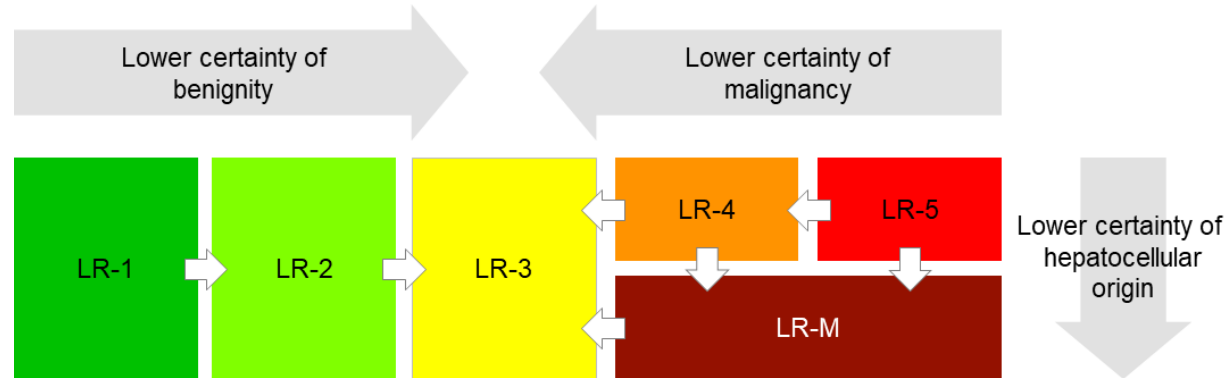 Lower certainty of
benignity
Lower certainty of
malignancy
LR-1
LR-2
LR-3
LR-4
LR-5
LR-M
Lower certainty of
hepatocellular
origin